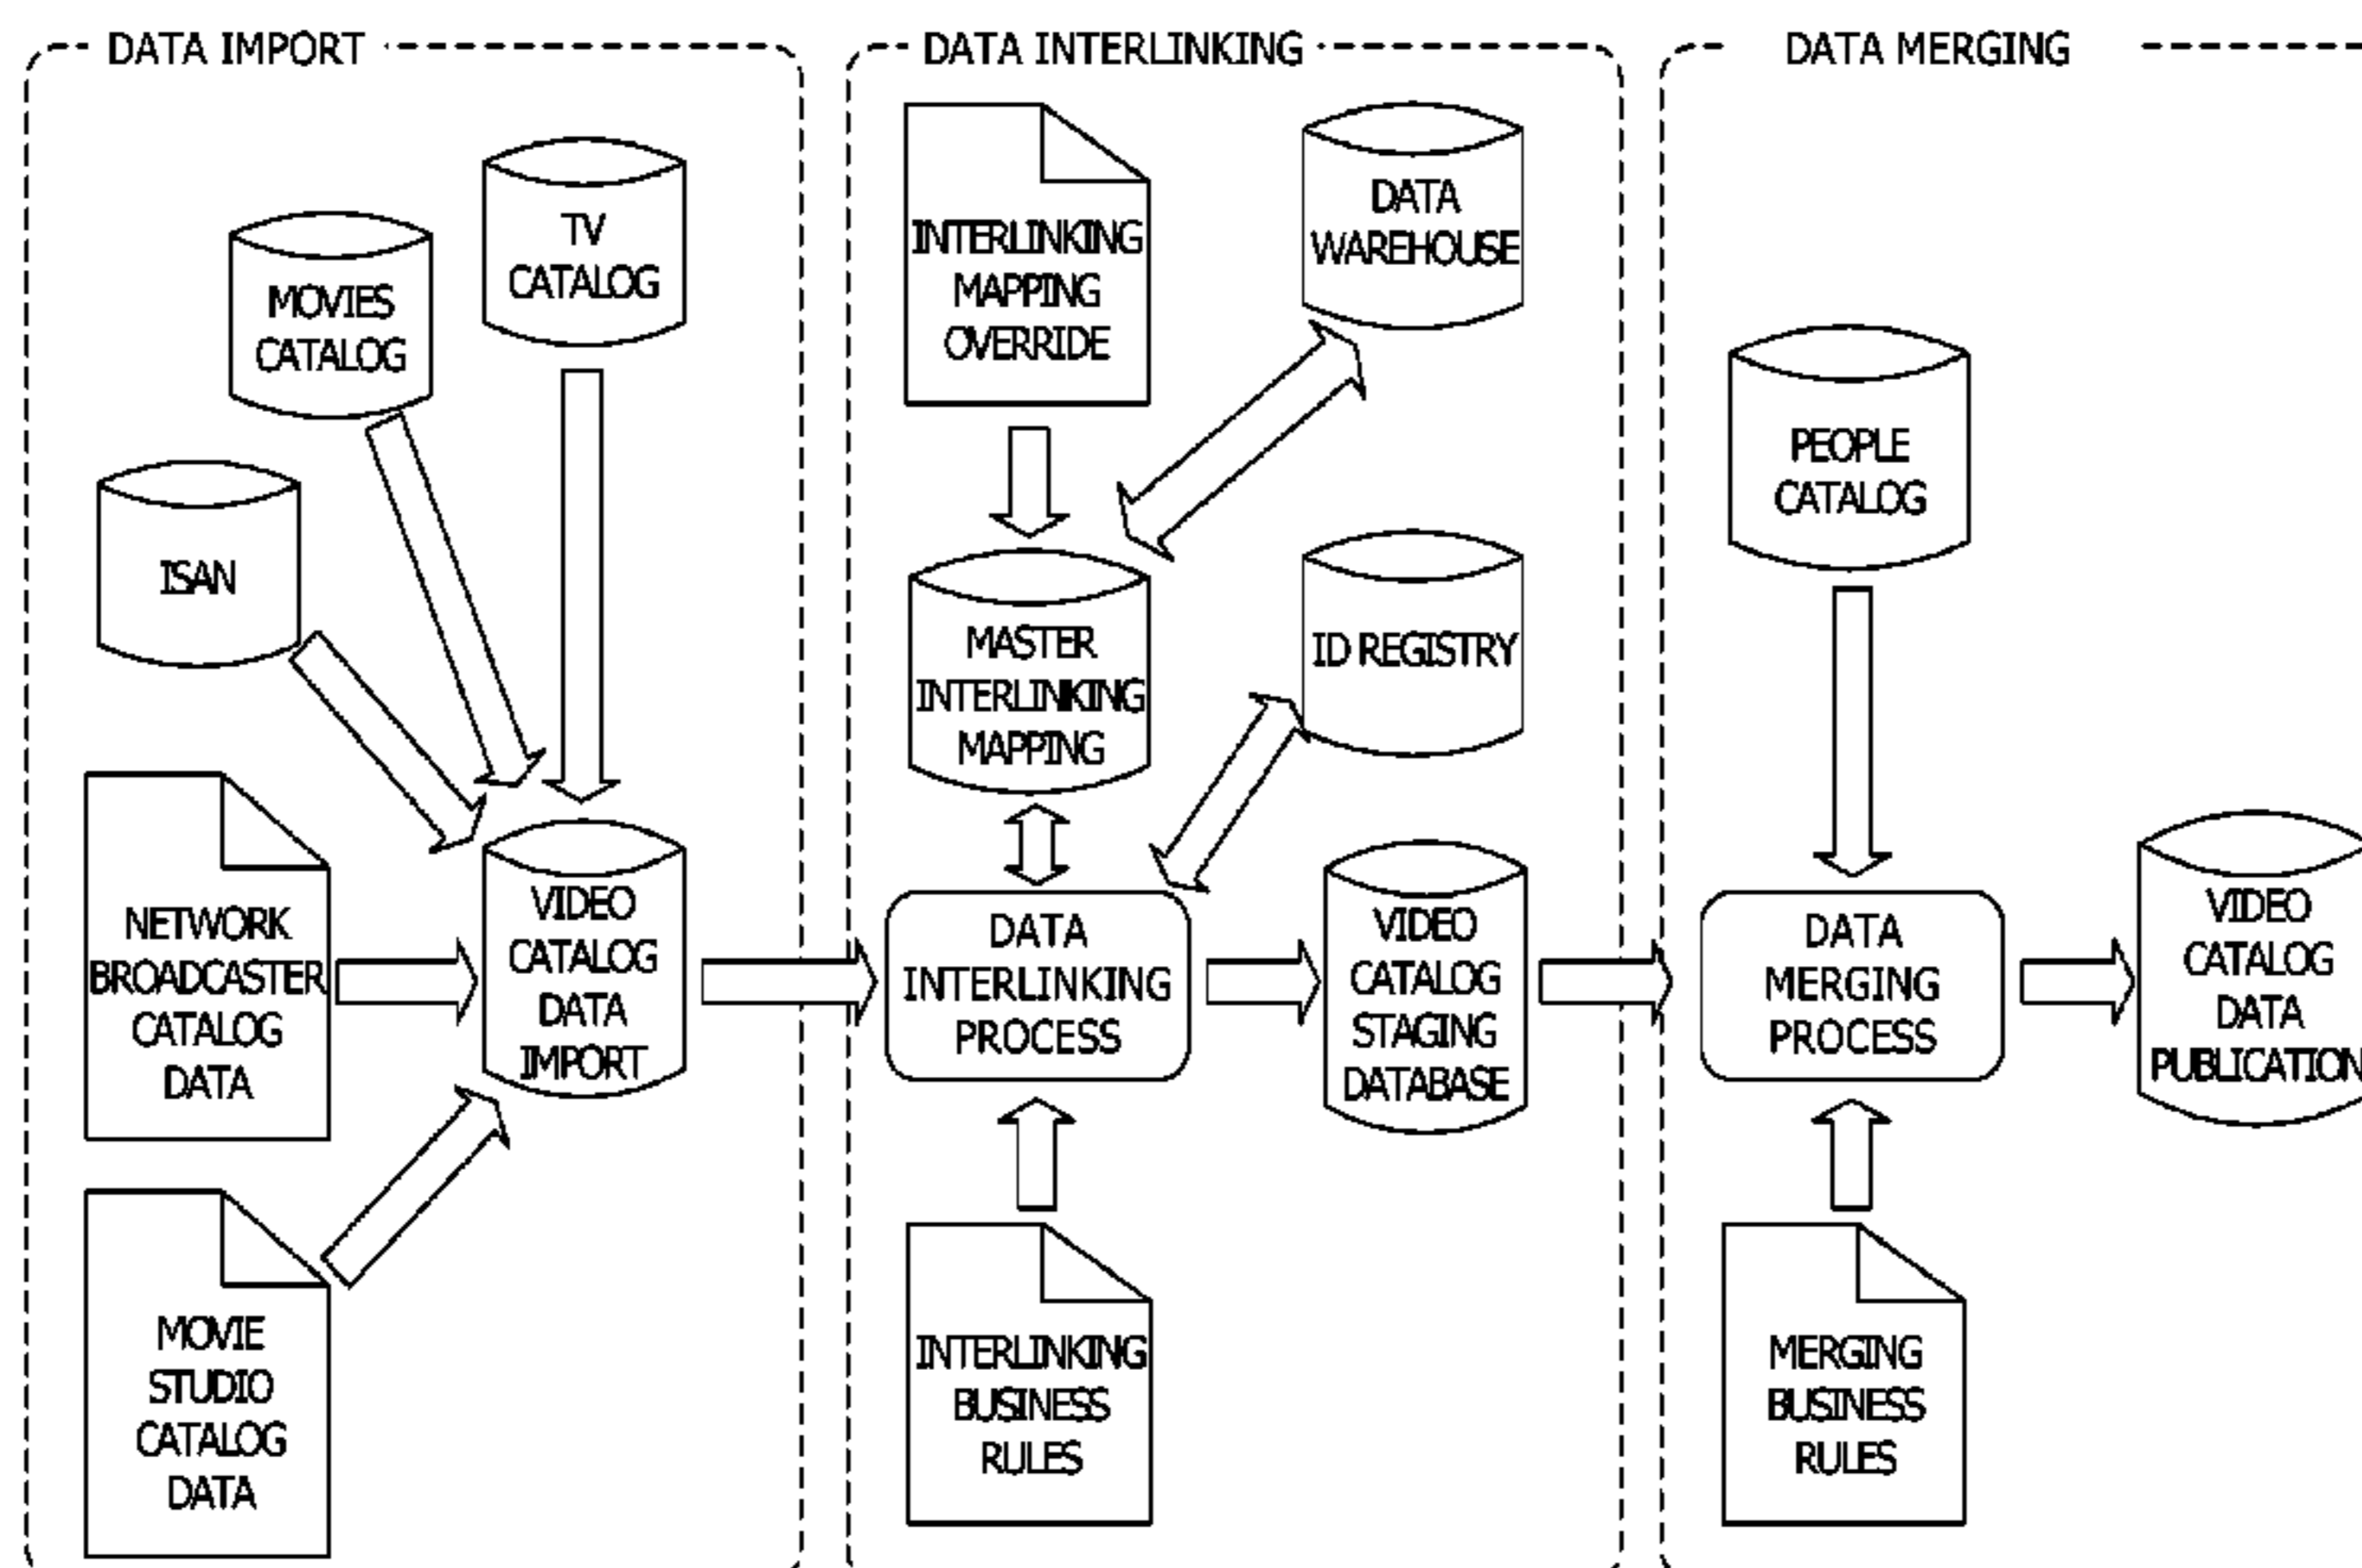 DATA IMPORT
TV
CATALOG
MOVIES
CATALOG
ISAN
NETWORK
BROADCASTER
CATALOG
DATA
VIDEO
CATALOG
DATA
IMPORT
MOVIE
STUDIO
CATALOG
DATA
DATA INTERLINKING
INTERLINKING
MAPPING
OVERRIDE
DATA
WAREHOUSE
MASTER
INTERLINKING
MAPPING
ID REGISTRY
DATA
INTERLINKING
PROCESS
VIDEO
CATALOG
STAGING
DATABASE
INTERLINKING
BUSINESS
RULES
DATA MERGING
PEOPLE
CATALOG
DATA
MERGING
PROCESS
VIDEO
CATALOG
DATA
PUBLICATION
MERGING
BUSINESS
RULES